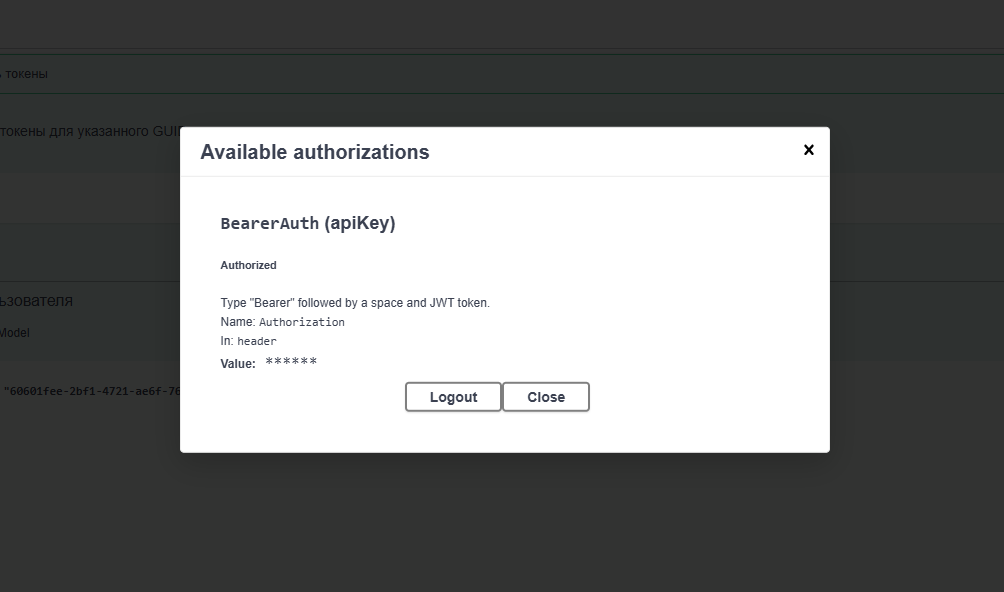 токены
токены для указанного GUI
Available authorizations
BearerAuth (apiKey)
Authorized
Type "Bearer" followed by a space and JWT token.
Name: Authorization
In: header
Value: ******
Logout Close
ьзователя
Model
"60601fee-2bf1-4721-ae6f-76